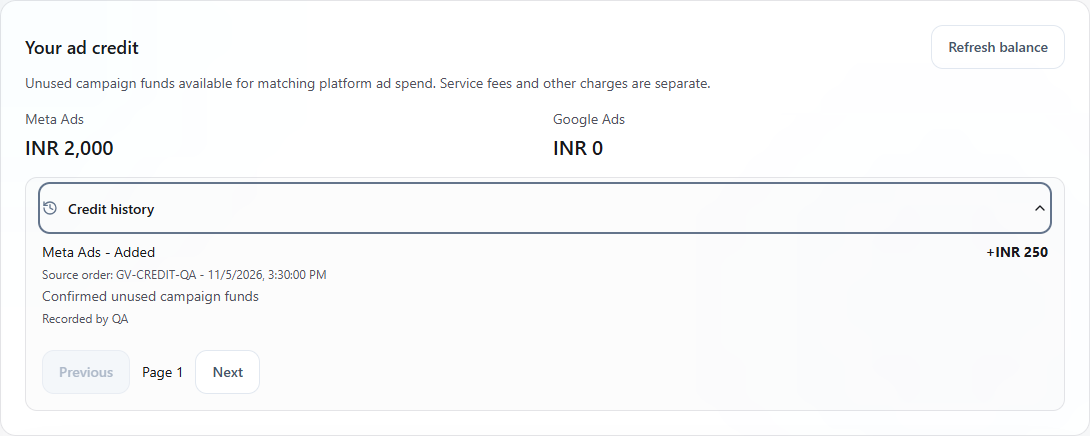 Your ad credit
Refresh balance
Unused campaign funds available for matching platform ad spend. Service fees and other charges are separate.
Meta Ads
Google Ads
INR 2,000
INR 0
Credit history
Meta Ads - Added
+INR 250
Source order: GV-CREDIT-QA - 11/5/2026, 3:30:00 PM
Confirmed unused campaign funds
Recorded by QA
Previous
Page 1
Next